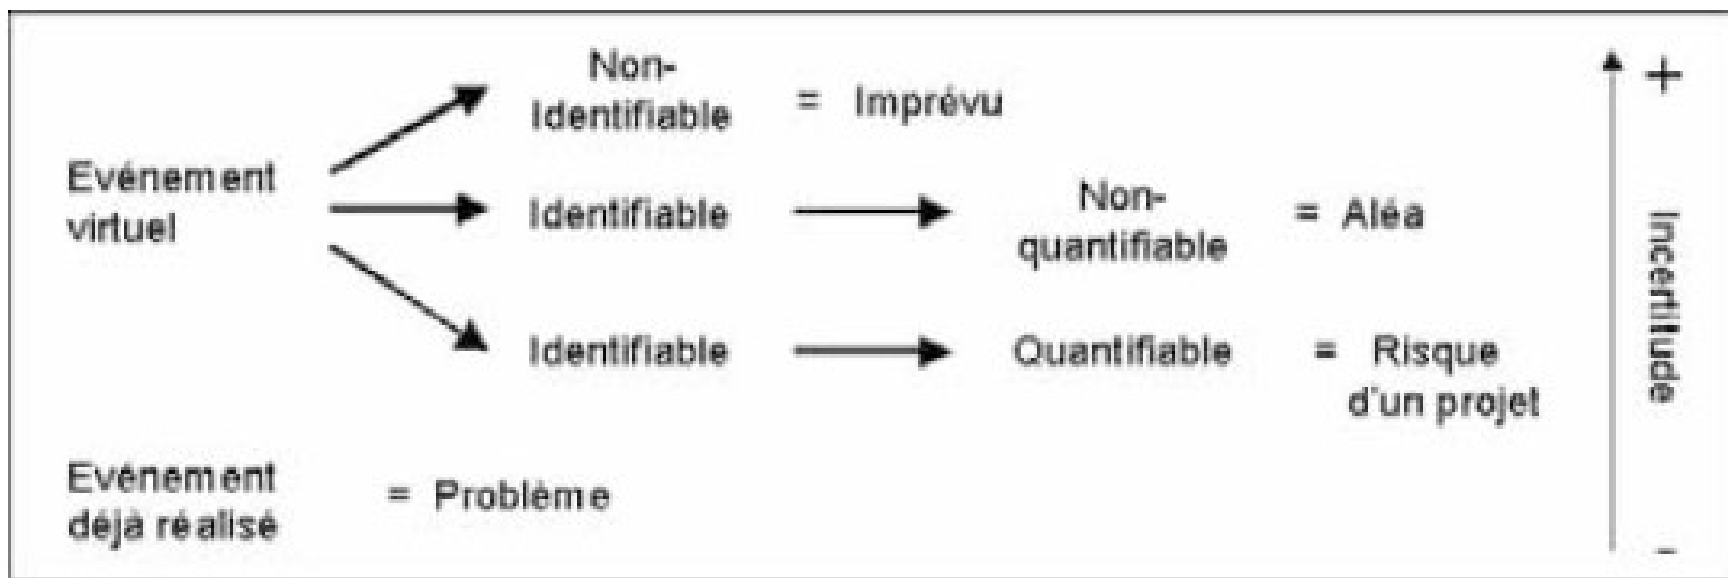 Non-
Identifiable = Imprévu
Evénement
virtuel
Identifiable
Non-
quantifiable = Aléa
Identifiable
Quantifiable = Risque
d'un projet
Evénement
déjà réalisé = Problème
+
Incertitude
-